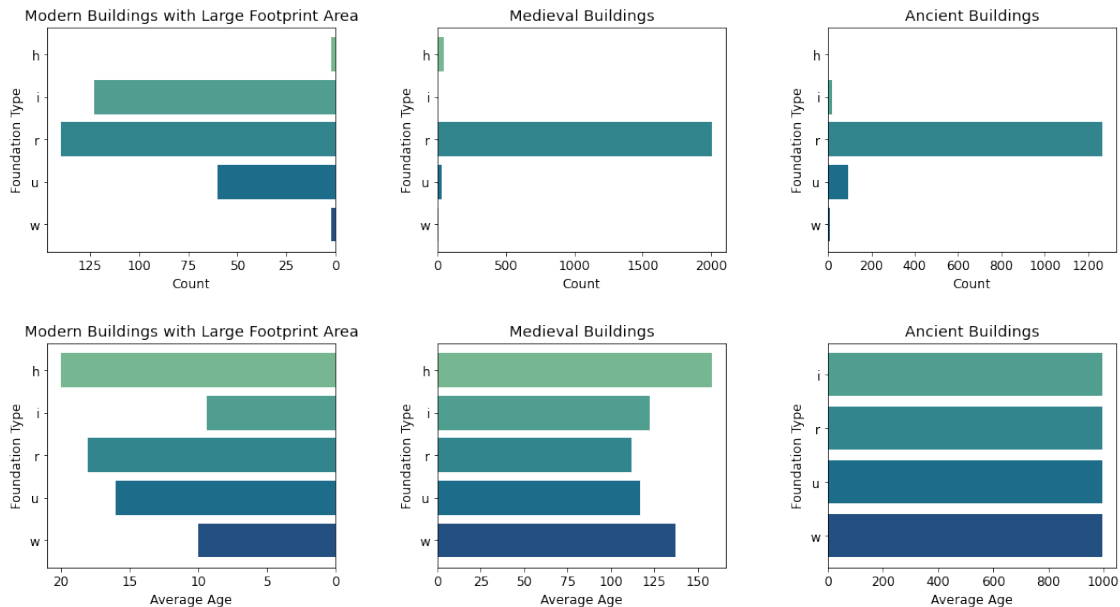 Modern Buildings with Large Footprint Area
Foundation Type
h
i
r
u
w
125 100 75 50 25 0
Count
Medieval Buildings
Foundation Type
h
i
r
u
w
0 500 1000 1500 2000
Count
Ancient Buildings
Foundation Type
h
i
r
u
w
0 200 400 600 800 1000 1200
Count
Modern Buildings with Large Footprint Area
Foundation Type
h
i
r
u
w
20 15 10 5 0
Average Age
Medieval Buildings
Foundation Type
h
i
r
u
w
0 25 50 75 100 125 150
Average Age
Ancient Buildings
Foundation Type
i
r
u
w
0 200 400 600 800 1000
Average Age